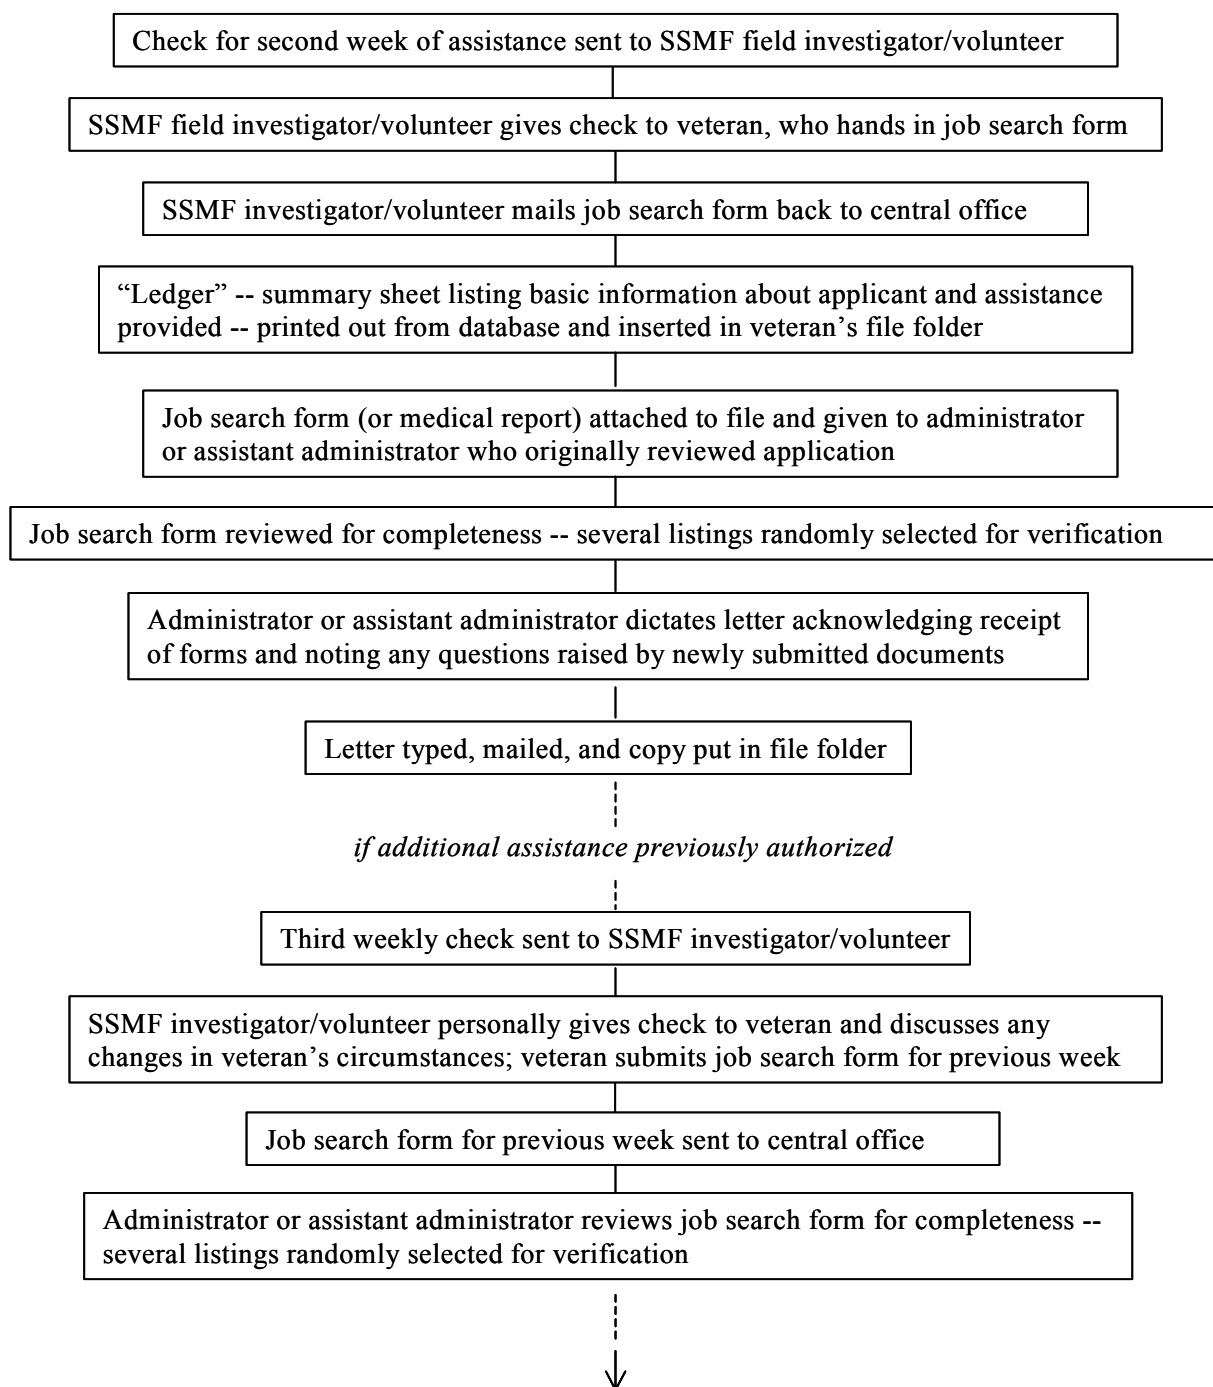 Check for second week of assistance sent to SSMF field investigator/volunteer
SSMF field investigator/volunteer gives check to veteran, who hands in job search form
SSMF investigator/volunteer mails job search form back to central office
“Ledger” -- summary sheet listing basic information about applicant and assistance
provided -- printed out from database and inserted in veteran’s file folder
Job search form (or medical report) attached to file and given to administrator
or assistant administrator who originally reviewed application
Job search form reviewed for completeness -- several listings randomly selected for verification
Administrator or assistant administrator dictates letter acknowledging receipt
of forms and noting any questions raised by newly submitted documents
Letter typed, mailed, and copy put in file folder
if additional assistance previously authorized
Third weekly check sent to SSMF investigator/volunteer
SSMF investigator/volunteer personally gives check to veteran and discusses any
changes in veteran’s circumstances; veteran submits job search form for previous week
Job search form for previous week sent to central office
Administrator or assistant administrator reviews job search form for completeness --
several listings randomly selected for verification